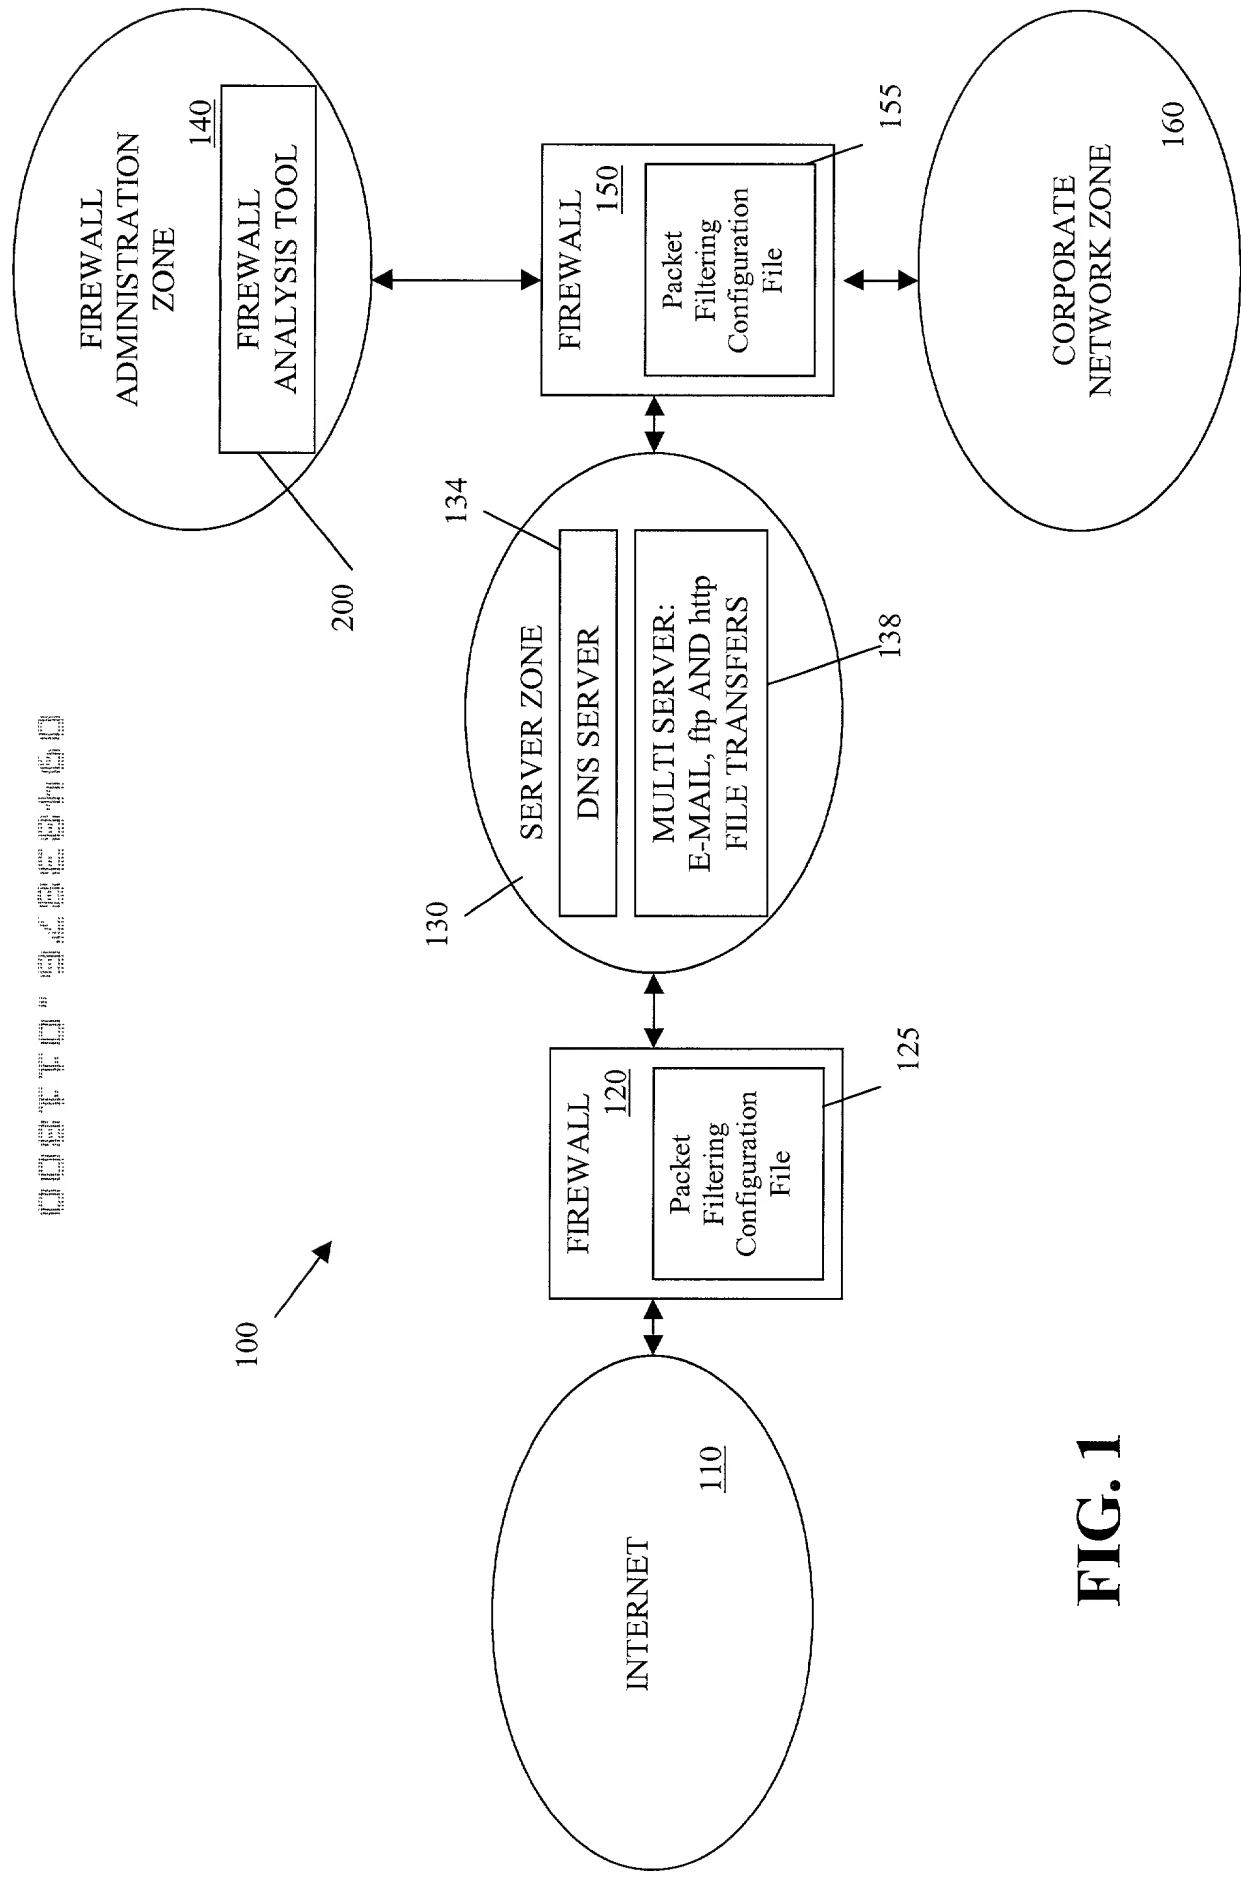 100
INTERNET
110
FIREWALL
120
Packet
Filtering
Configuration
File
125
130
SERVER ZONE
134
DNS SERVER
MULTI SERVER:
E-MAIL, ftp AND http
FILE TRANSFERS
138
200
FIREWALL
ADMINISTRATION
ZONE
140
FIREWALL
ANALYSIS TOOL
FIREWALL
150
Packet
Filtering
Configuration
File
155
CORPORATE
NETWORK ZONE
160
FIG. 1